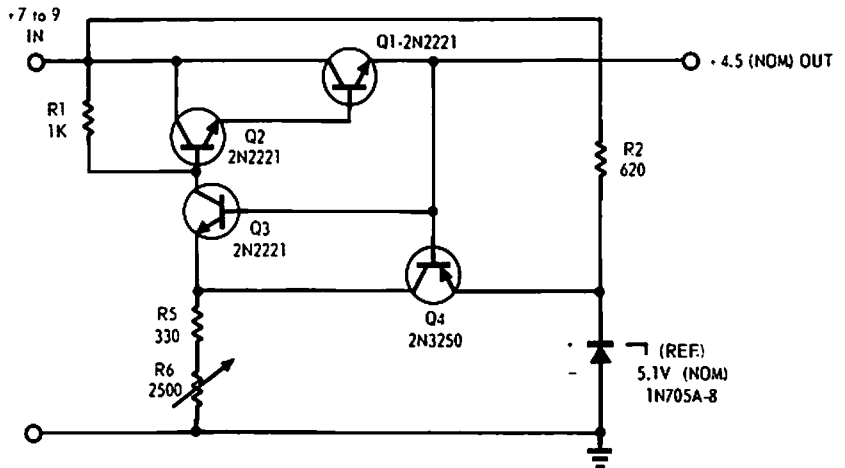 +7 to 9
IN
Q1-2N2221
+4.5 (NOM) OUT
R1
1K
Q2
2N2221
R2
620
Q3
2N2221
R5
330
R6
2500
Q4
2N3250
+
–
(REF.)
5.1V (NOM)
1N705A-8